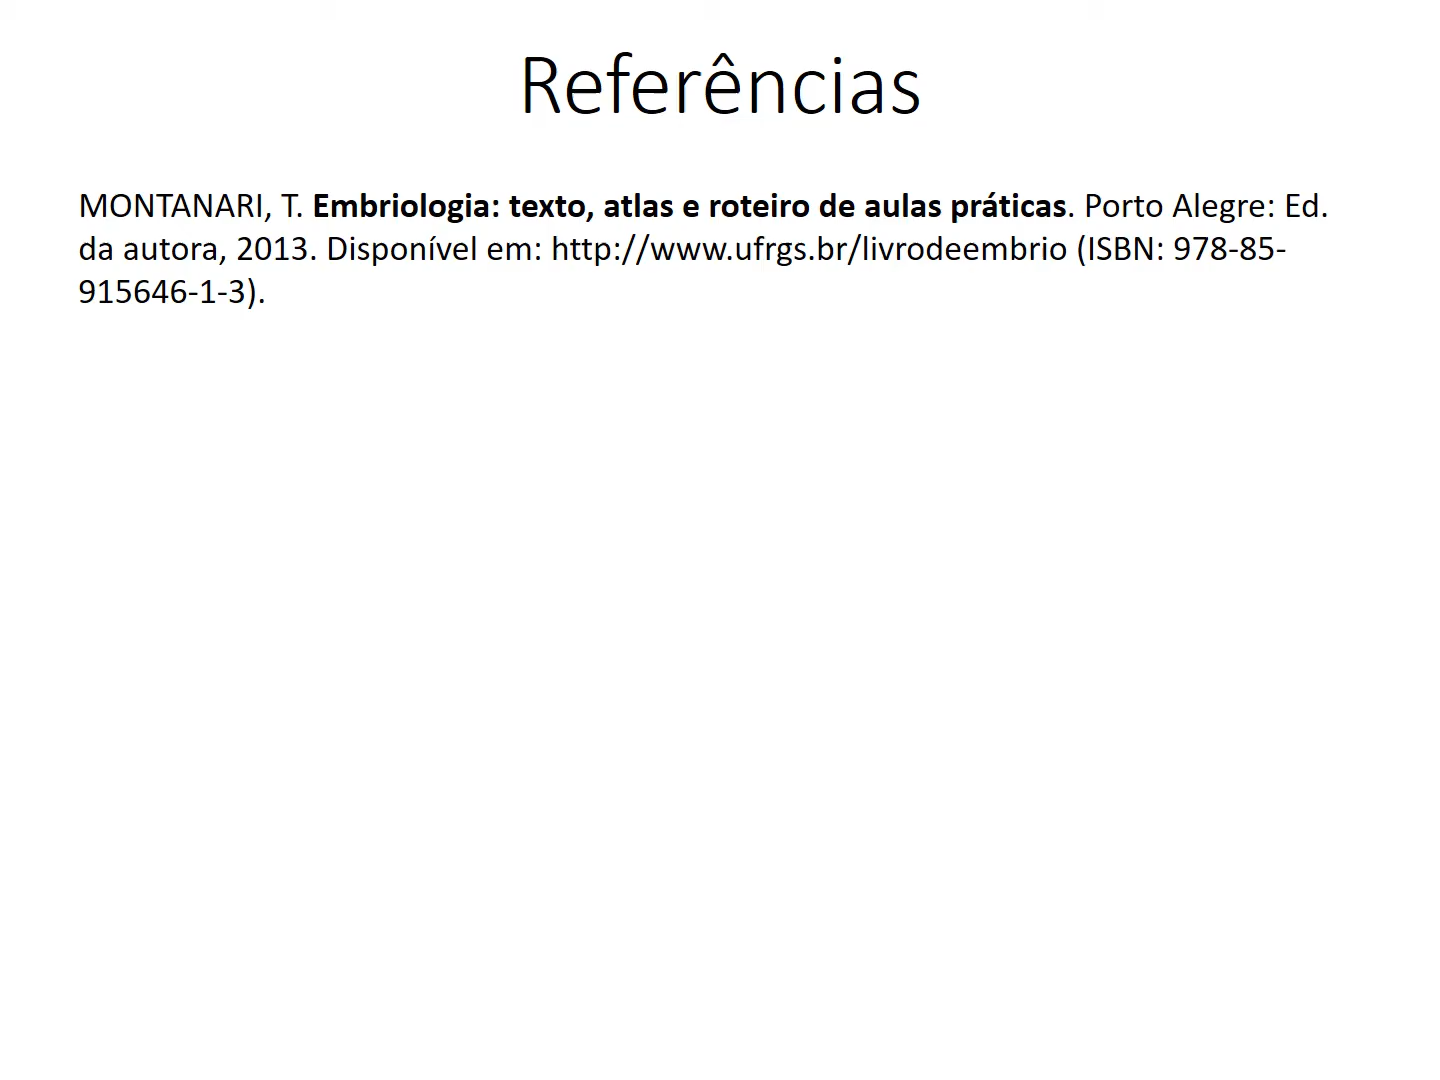 Referências
MONTANARI, T. Embriologia: texto, atlas e roteiro de aulas práticas. Porto Alegre: Ed.
da autora, 2013. Disponível em: http://www.ufrgs.br/livrodeembrio (ISBN: 978-85-
915646-1-3).